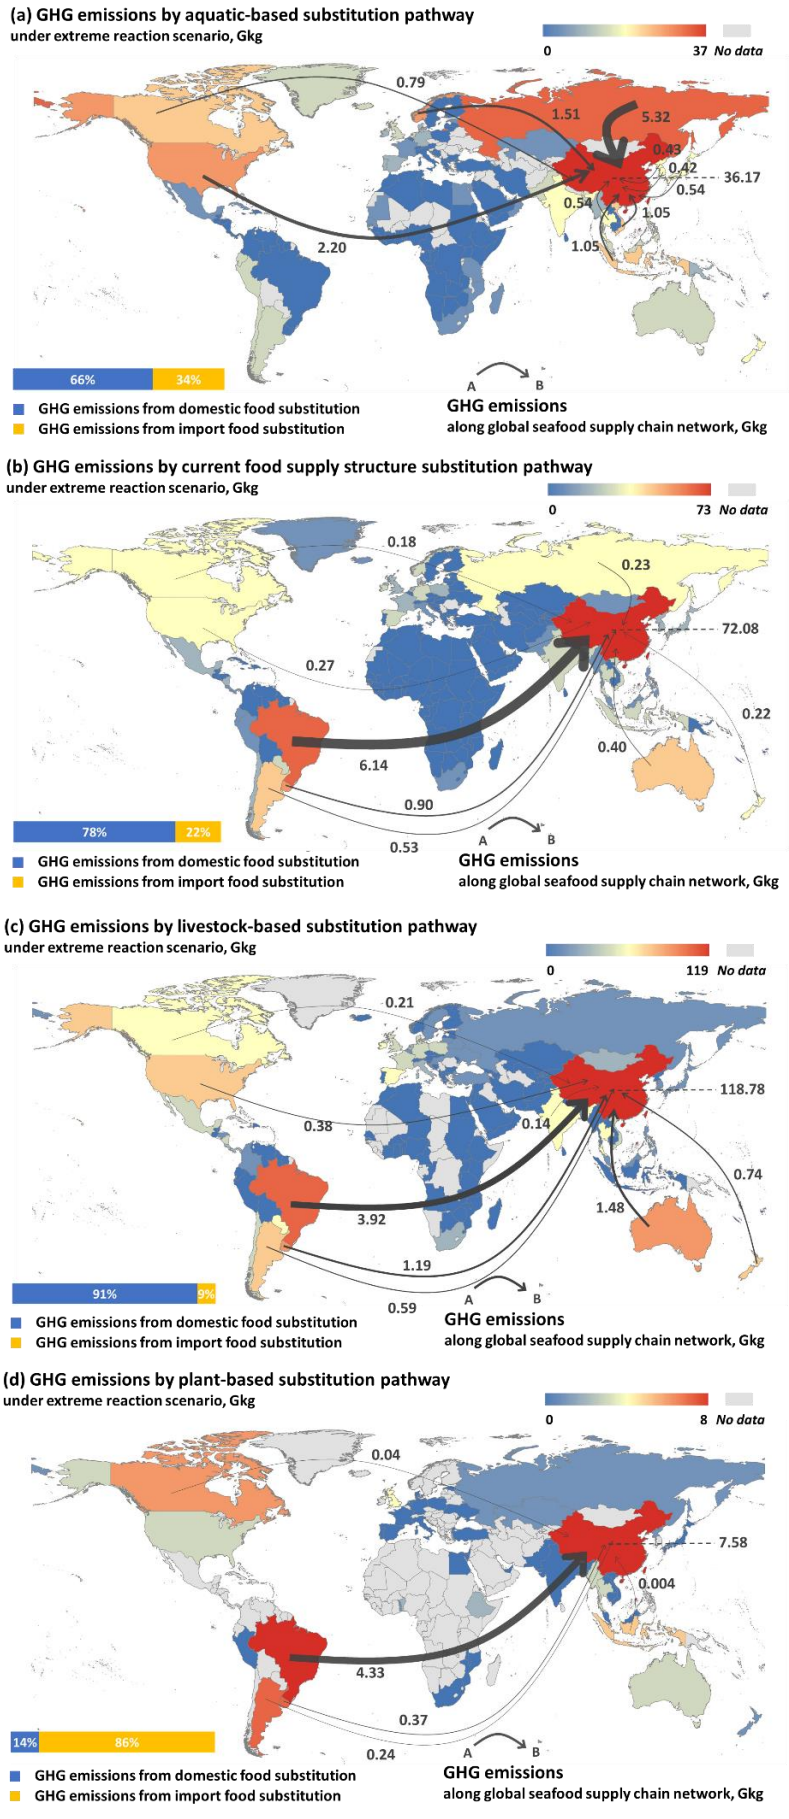 (a) GHG emissions by aquatic-based substitution pathway
under extreme reaction scenario, Gkg
0 37 No data
0.79
1.51
5.32
0.43
0.42
36.17
0.54
0.54
1.05
1.05
2.20
66% 34%
A B
GHG emissions from domestic food substitution
GHG emissions from import food substitution
GHG emissions
along global seafood supply chain network, Gkg
(b) GHG emissions by current food supply structure substitution pathway
under extreme reaction scenario, Gkg
0 73 No data
0.18
0.23
72.08
0.27
0.22
0.40
6.14
0.90
0.53
78% 22%
A B
GHG emissions from domestic food substitution
GHG emissions from import food substitution
GHG emissions
along global seafood supply chain network, Gkg
(c) GHG emissions by livestock-based substitution pathway
under extreme reaction scenario, Gkg
0 119 No data
0.21
118.78
0.38
0.14
0.74
1.48
3.92
1.19
0.59
91% 9%
A B
GHG emissions from domestic food substitution
GHG emissions from import food substitution
GHG emissions
along global seafood supply chain network, Gkg
(d) GHG emissions by plant-based substitution pathway
under extreme reaction scenario, Gkg
0 8 No data
0.04
7.58
0.004
4.33
0.37
0.24
14% 86%
A B
GHG emissions from domestic food substitution
GHG emissions from import food substitution
GHG emissions
along global seafood supply chain network, Gkg